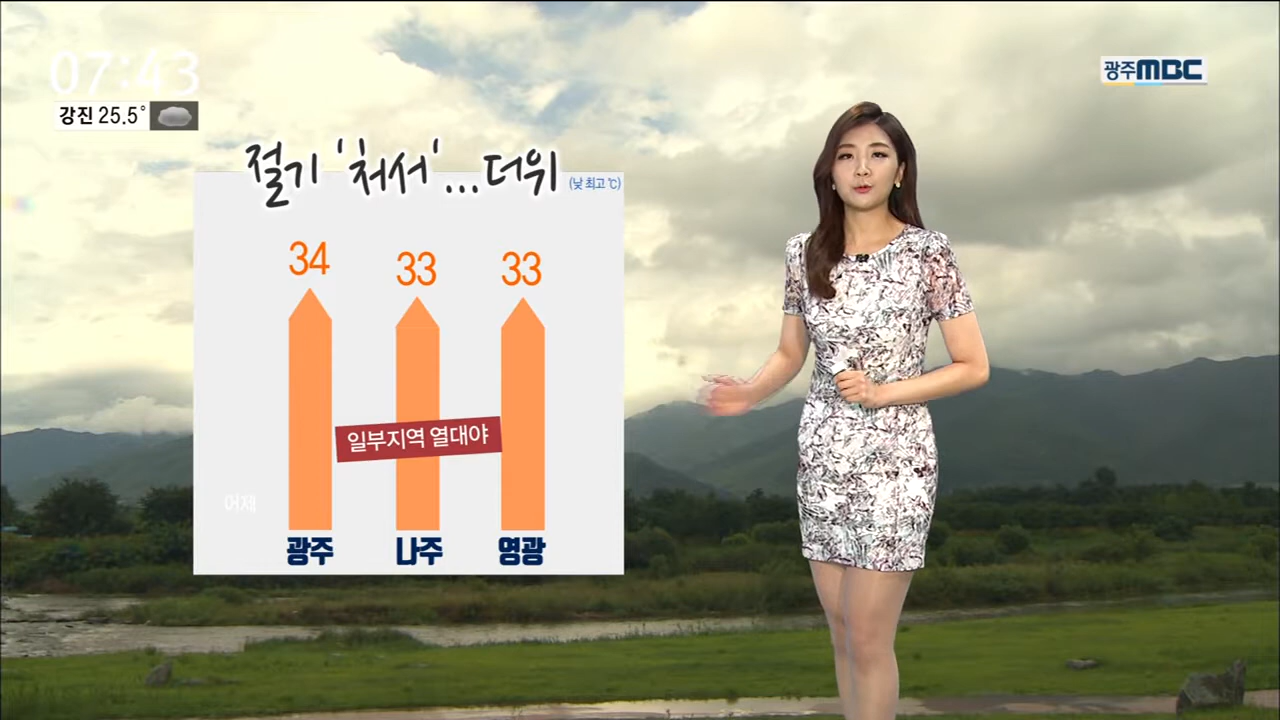 07:43
강진 25.5°
광주MBC
절기 '처서'...더위
(낮 최고 ℃)
34 33 33
일부지역 열대야
어제
광주 나주 영광